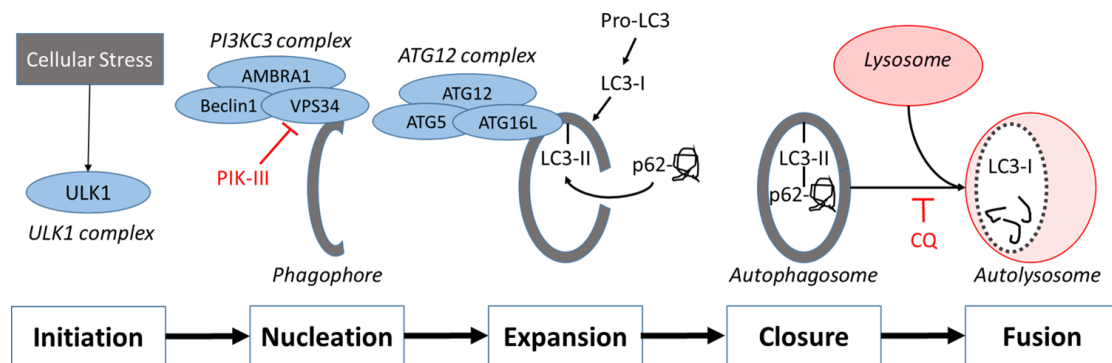 Cellular Stress
ULK1
ULK1 complex
PI3KC3 complex
AMBRA1
Beclin1
VPS34
PIK-III
Phagophore
ATG12 complex
ATG12
ATG5
ATG16L
Pro-LC3
LC3-I
LC3-II
p62-
LC3-II
p62-
Autophagosome
Lysosome
CQ
LC3-I
Autolysosome
Initiation
Nucleation
Expansion
Closure
Fusion